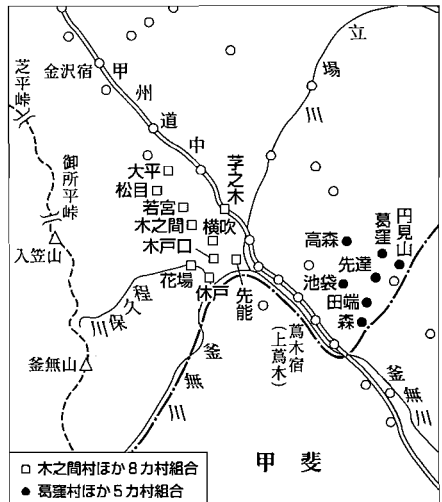 金沢宿
甲州道中
立場川
芝平峠
御所平峠
大平
松目
若宮
木之間
木戸口
横吹
芓之木
入笠山
花場
休戸
先能
程久保川
釜無川
釜無山
高森
葛窪
円見山
先達
池袋
田端
森
蔦木宿
(上蔦木)
釜無川
甲斐
□ 木之間村ほか8カ村組合
● 葛窪村ほか5カ村組合